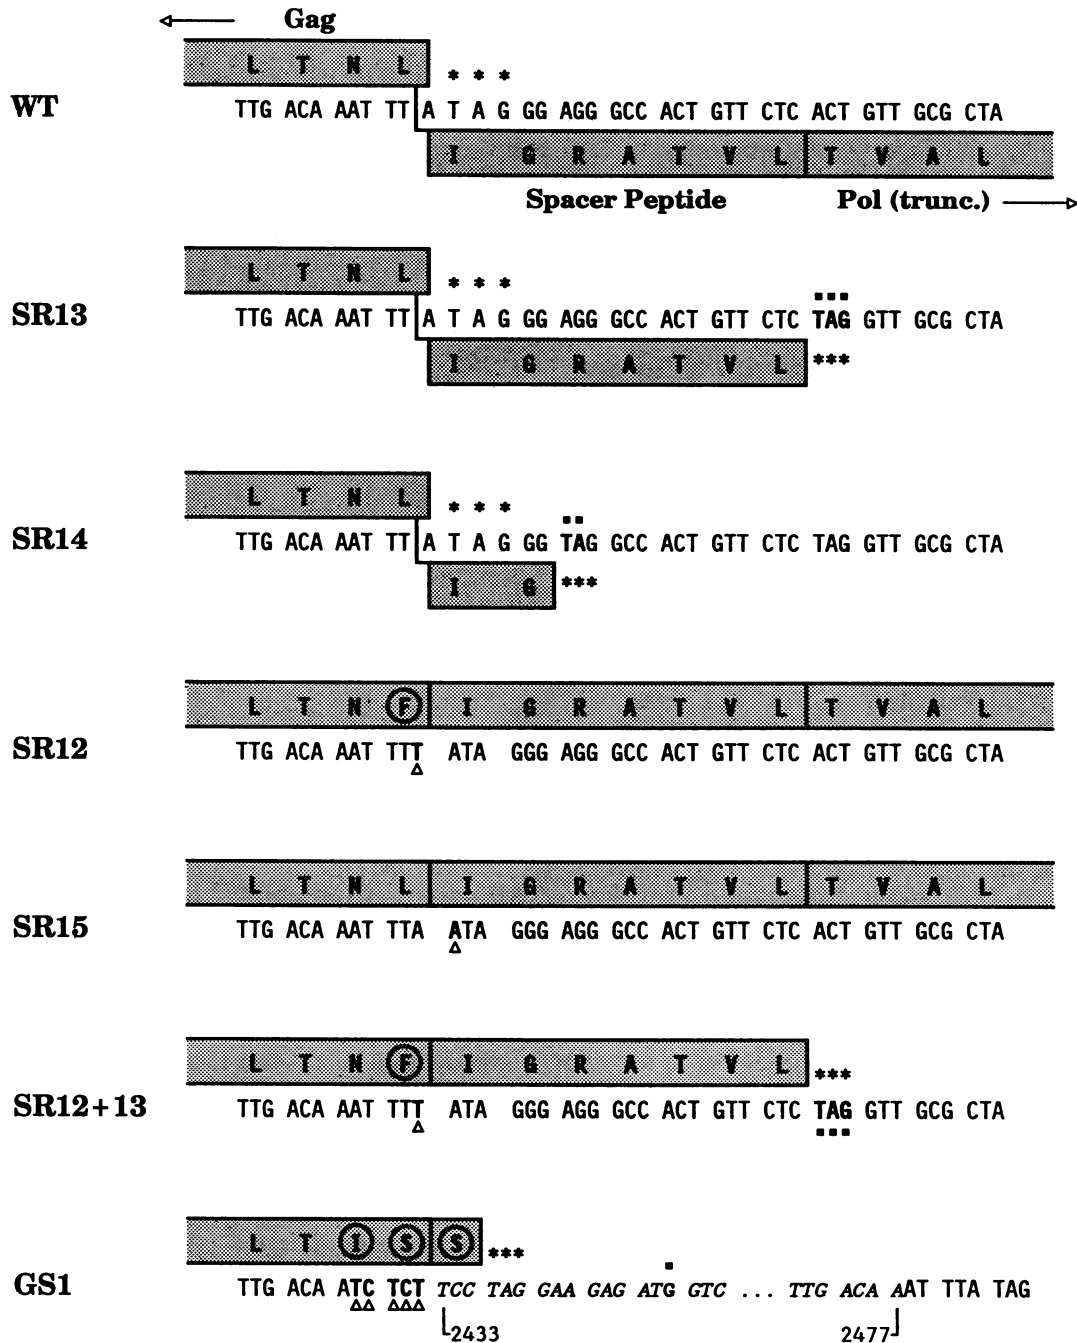 Gag
L T N L
* * *
WT TTG ACA AAT TT A T A G GG AGG GCC ACT GTT CTC ACT GTT GCG CTA
I G R A T V L T V A L
Spacer Peptide Pol (trunc.)
L T N L
* * *
SR13 TTG ACA AAT TT A T A G GG AGG GCC ACT GTT CTC TAG GTT GCG CTA
I G R A T V L ***
L T N L
* * *
SR14 TTG ACA AAT TT A T A G GG TAG GCC ACT GTT CTC TAG GTT GCG CTA
I G ***
L T N F I G R A T V L T V A L
SR12 TTG ACA AAT TTT ATA GGG AGG GCC ACT GTT CTC ACT GTT GCG CTA
L T N L I G R A T V L T V A L
SR15 TTG ACA AAT TTA ATA GGG AGG GCC ACT GTT CTC ACT GTT GCG CTA
L T N F I G R A T V L ***
SR12+13 TTG ACA AAT TTT ATA GGG AGG GCC ACT GTT CTC TAG GTT GCG CTA
L T I S S ***
GS1 TTG ACA ATC TCT TCC TAG GAA GAG ATG GTC ... TTG ACA AAT TTA TAG
2433 2477